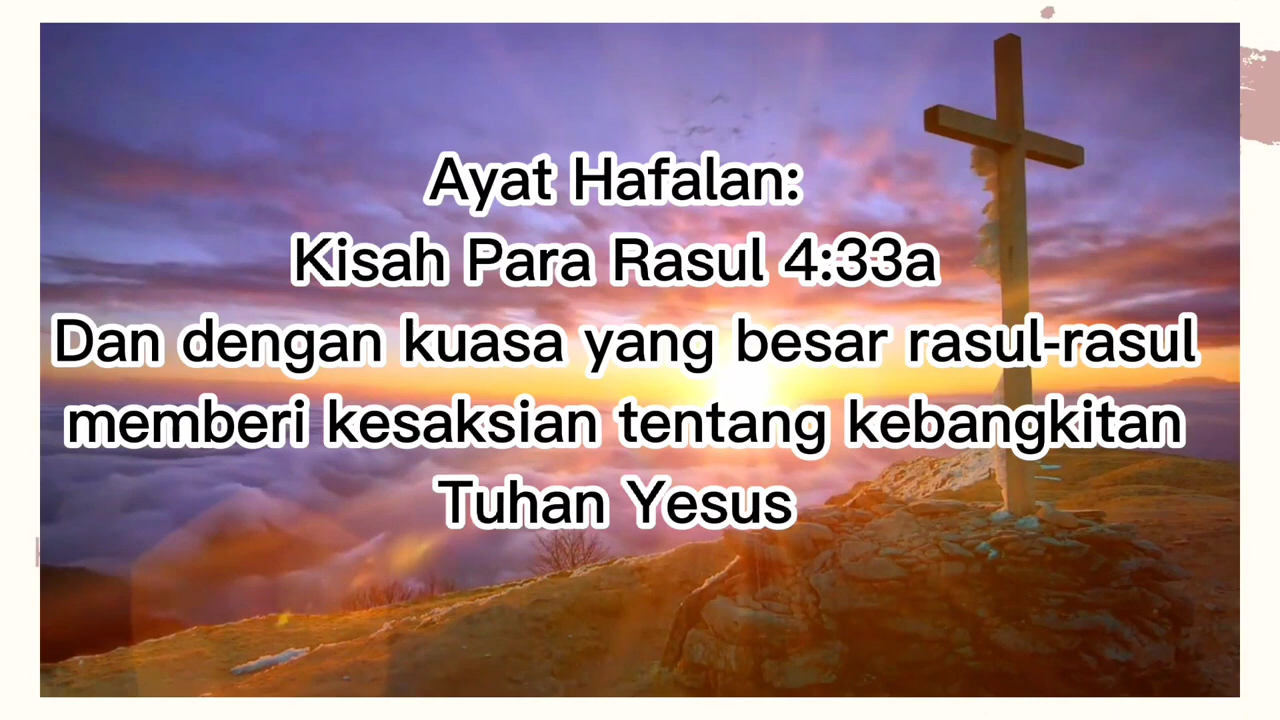 Ayat Hafalan:
Kisah Para Rasul 4:33a
Dan dengan kuasa yang besar rasul-rasul
memberi kesaksian tentang kebangkitan
Tuhan Yesus